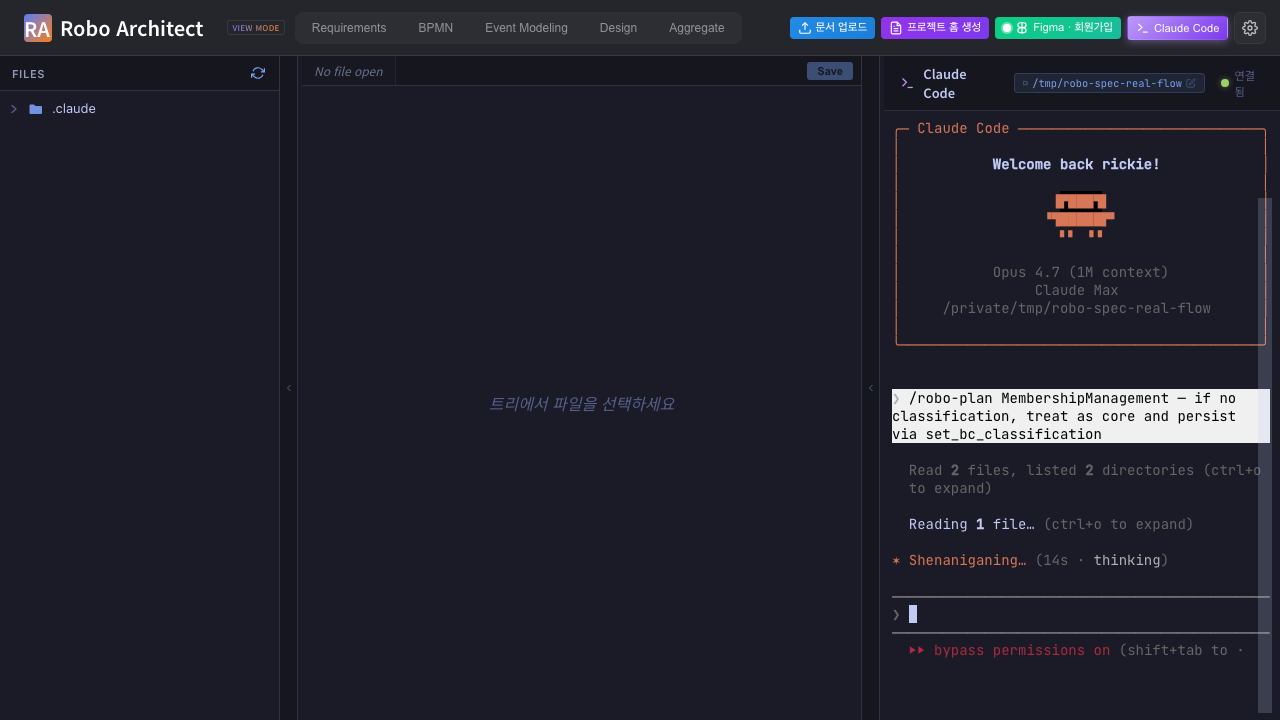 RA Robo Architect
VIEW MODE
Requirements
BPMN
Event Modeling
Design
Aggregate
문서 업로드
프로젝트 홈 생성
Figma · 회원가입
Claude Code
FILES
.claude
No file open
Save
트리에서 파일을 선택하세요
Claude
Code
/tmp/robo-spec-real-flow
연결
됨
Claude Code
Welcome back rickie!
Opus 4.7 (1M context)
Claude Max
/private/tmp/robo-spec-real-flow
❯ /robo-plan MembershipManagement — if no
classification, treat as core and persist
via set_bc_classification
Read 2 files, listed 2 directories (ctrl+o
to expand)
Reading 1 file… (ctrl+o to expand)
✶ Shenaniganing… (14s · thinking)
❯
⏵⏵ bypass permissions on (shift+tab to ·